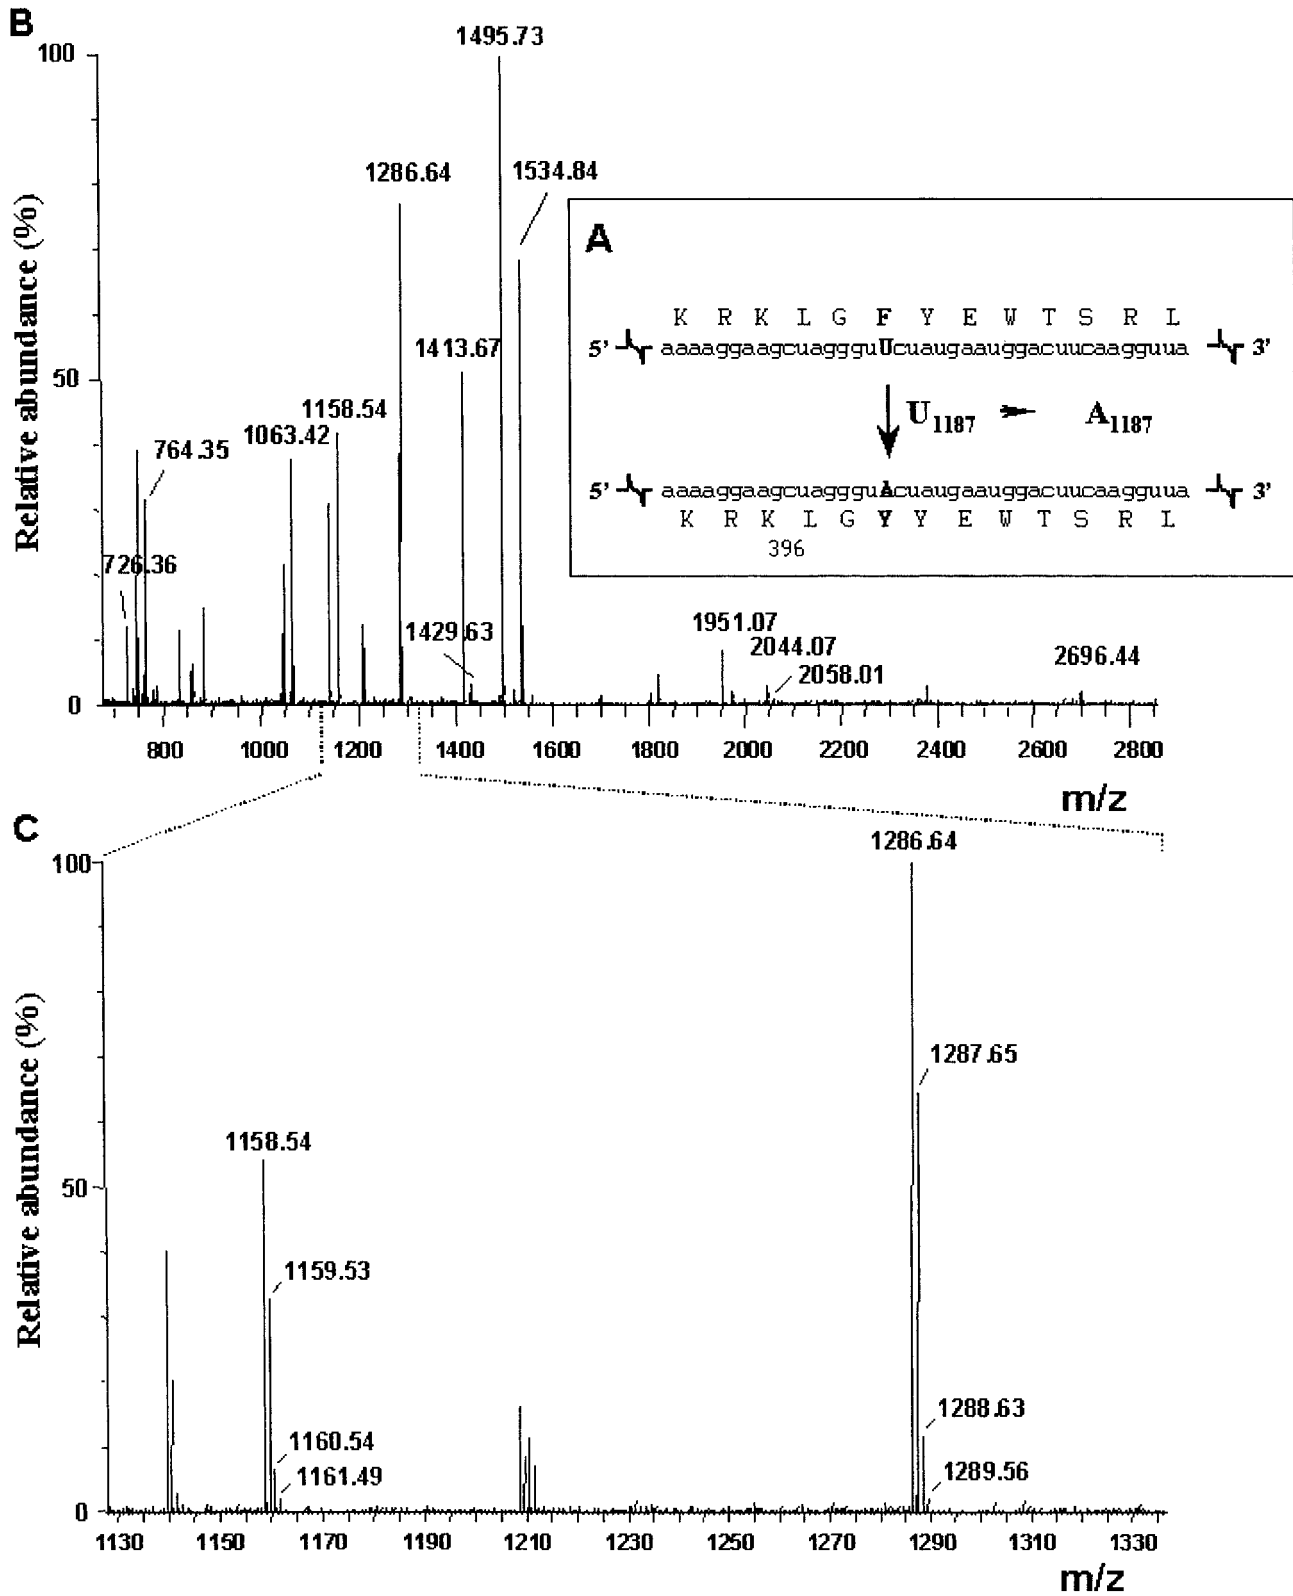 B
1495.73
100
1286.64
1534.84
A
K R K L G F Y E W T S R L
5' aaaaggaagcuaggguUcuaugaauggacuucaagguua 3'
U1187 A1187
5' aaaaggaagcuaggguAcuaugaauggacuucaagguua 3'
K R K L G Y Y E W T S R L
396
1413.67
50
1158.54
1063.42
764.35
726.36
1429.63
1951.07
2044.07
2058.01
2696.44
0
Relative abundance (%)
800 1000 1200 1400 1600 1800 2000 2200 2400 2600 2800
m/z
C
1286.64
100
1287.65
1158.54
50
1159.53
1288.63
1160.54
1289.56
1161.49
0
Relative abundance (%)
1130 1150 1170 1190 1210 1230 1250 1270 1290 1310 1330
m/z